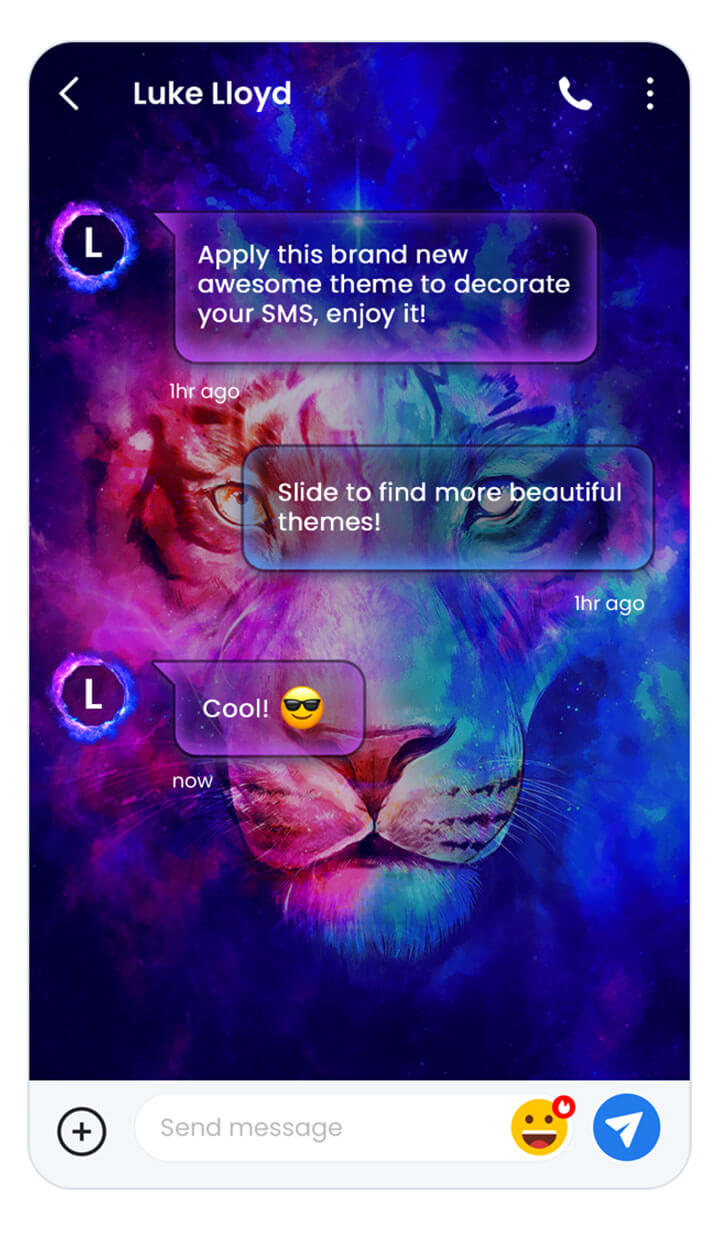 Luke Lloyd
L
Apply this brand new
awesome theme to decorate
your SMS, enjoy it!
1hr ago
Slide to find more beautiful
themes!
1hr ago
L
Cool! 😎
now
Send message